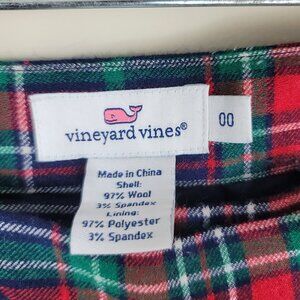 vineyard vines®
00
Made in China
Shell:
97% Wool
3% Spandex
Lining:
97% Polyester
3% Spandex